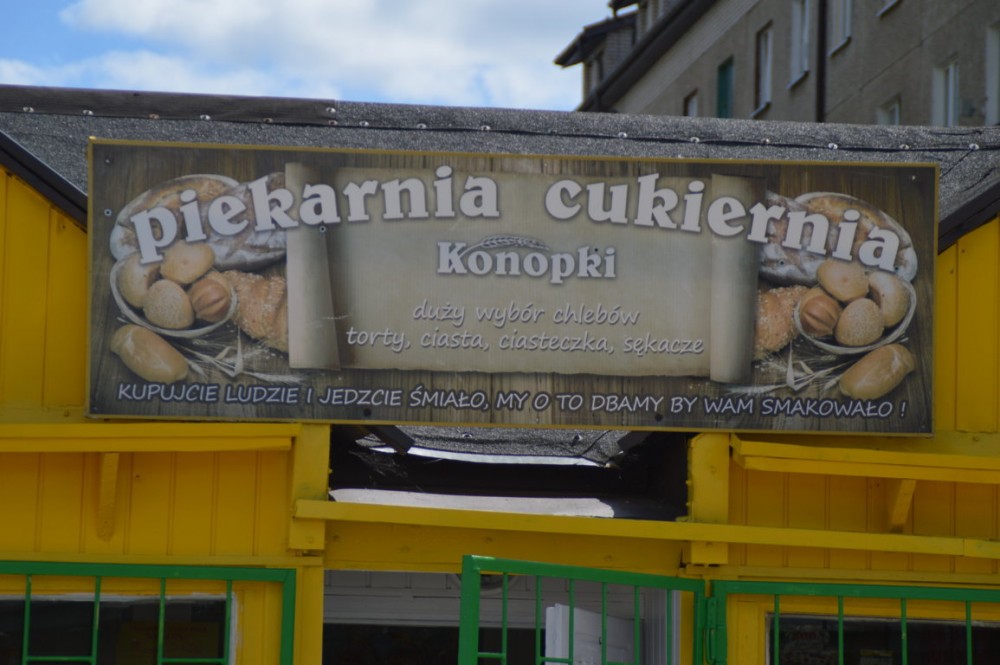 piekarnia cukiernia
Konopki
duży wybór chlebów
torty, ciasta, ciasteczka, sękacze
KUPUJCIE LUDZIE I JEDZCIE ŚMIAŁO, MY O TO DBAMY BY WAM SMAKOWAŁO !